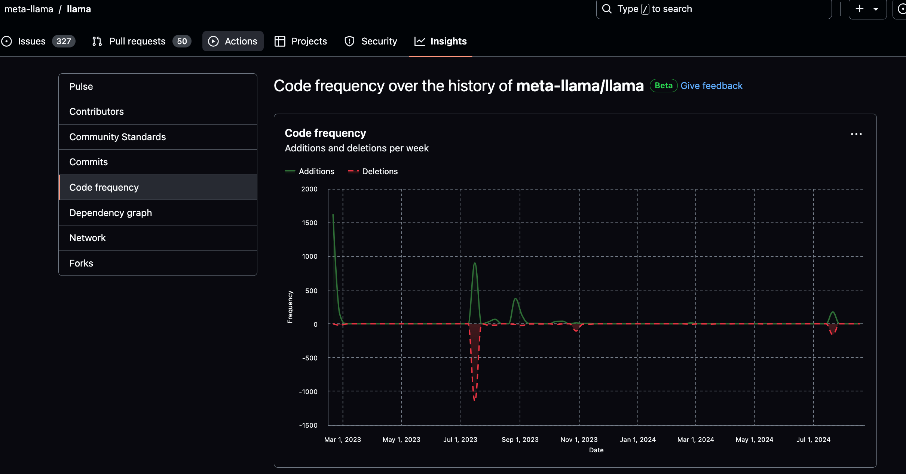 meta-llama / llama
Type / to search
Issues 327 Pull requests 50 Actions Projects Security Insights
Pulse
Contributors
Community Standards
Commits
Code frequency
Dependency graph
Network
Forks
Code frequency over the history of meta-llama/llama Beta Give feedback
Code frequency
Additions and deletions per week
Additions Deletions
2000
1500
1000
500
0
-500
-1000
-1500
Frequency
Mar 1, 2023 May 1, 2023 Jul 1, 2023 Sep 1, 2023 Nov 1, 2023 Jan 1, 2024 Mar 1, 2024 May 1, 2024 Jul 1, 2024
Date